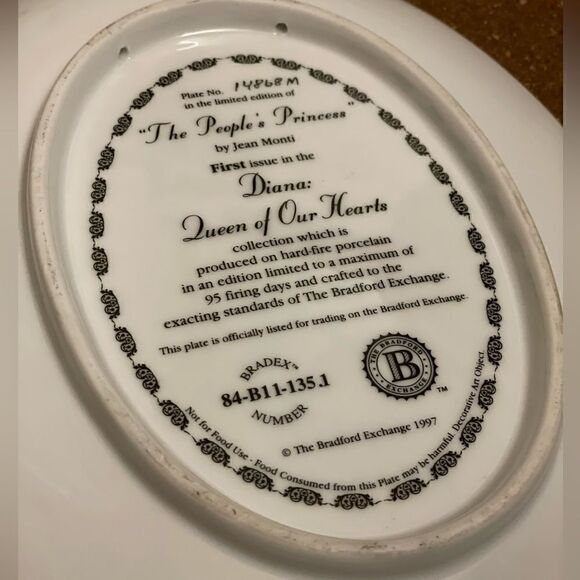 Plate No. 14868M
in the limited edition of
"The People's Princess"
by Jean Monti
First issue in the
Diana:
Queen of Our Hearts
collection which is
produced on hard-fire porcelain
in an edition limited to a maximum of
95 firing days and crafted to the
exacting standards of The Bradford Exchange.
This plate is officially listed for trading on the Bradford Exchange.
BRADEX™
84-B11-135.1
NUMBER
THE BRADFORD
B
EXCHANGE
™
© The Bradford Exchange 1997
Not for Food Use - Food Consumed from this Plate may be harmful. Decorative Art Object.